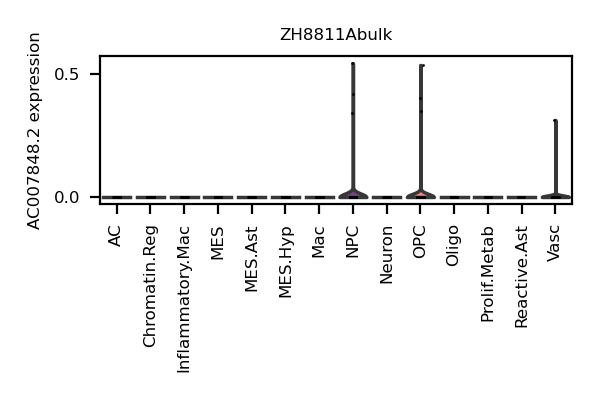 ZH8811Abulk
AC007848.2 expression
0.5
0.0
AC
Chromatin.Reg
Inflammatory.Mac
MES
MES.Ast
MES.Hyp
Mac
NPC
Neuron
OPC
Oligo
Prolif.Metab
Reactive.Ast
Vasc